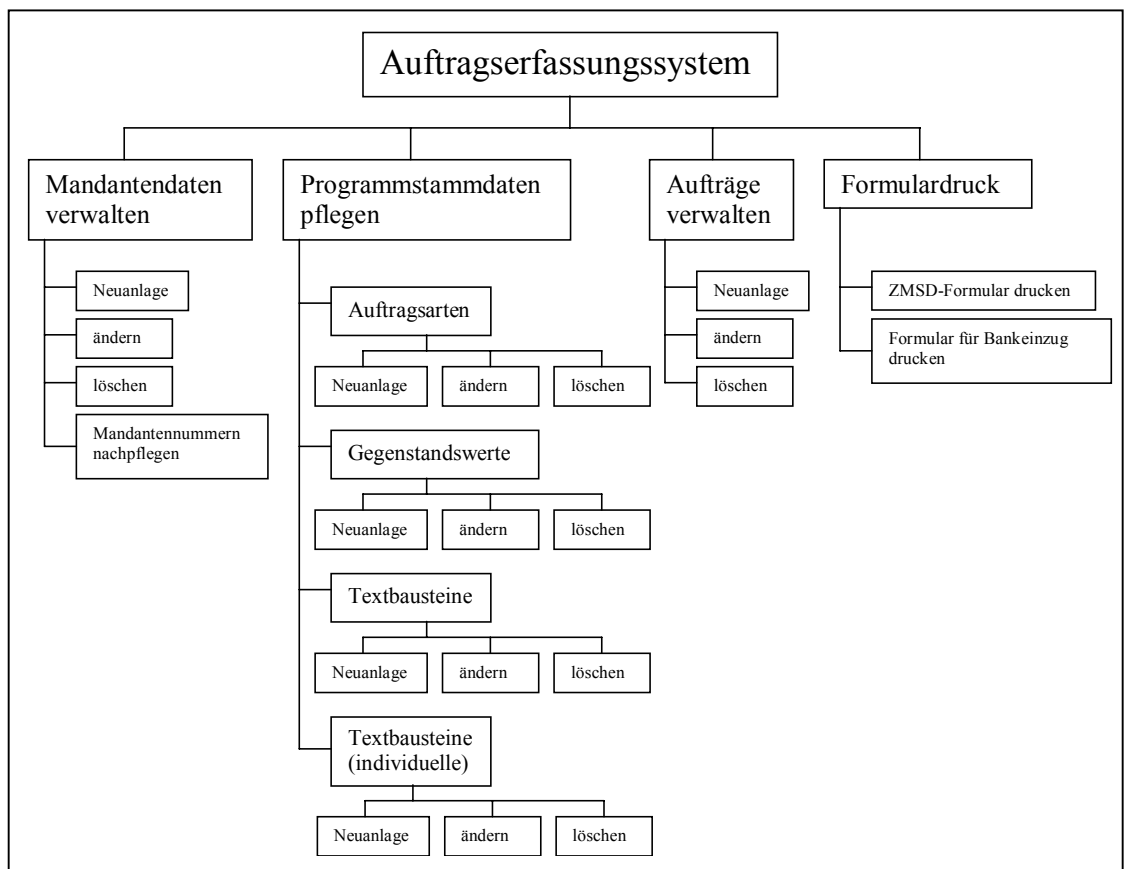 Auftragserfassungssystem
Mandantendaten
verwalten
Neuanlage
ändern
löschen
Mandantennummern
nachpflegen
Programmstammdaten
pflegen
Auftragsarten
Neuanlage
ändern
löschen
Gegenstandswerte
Neuanlage
ändern
löschen
Textbausteine
Neuanlage
ändern
löschen
Textbausteine
(individuelle)
Neuanlage
ändern
löschen
Aufträge
verwalten
Neuanlage
ändern
löschen
Formulardruck
ZMSD-Formular drucken
Formular für Bankeinzug
drucken